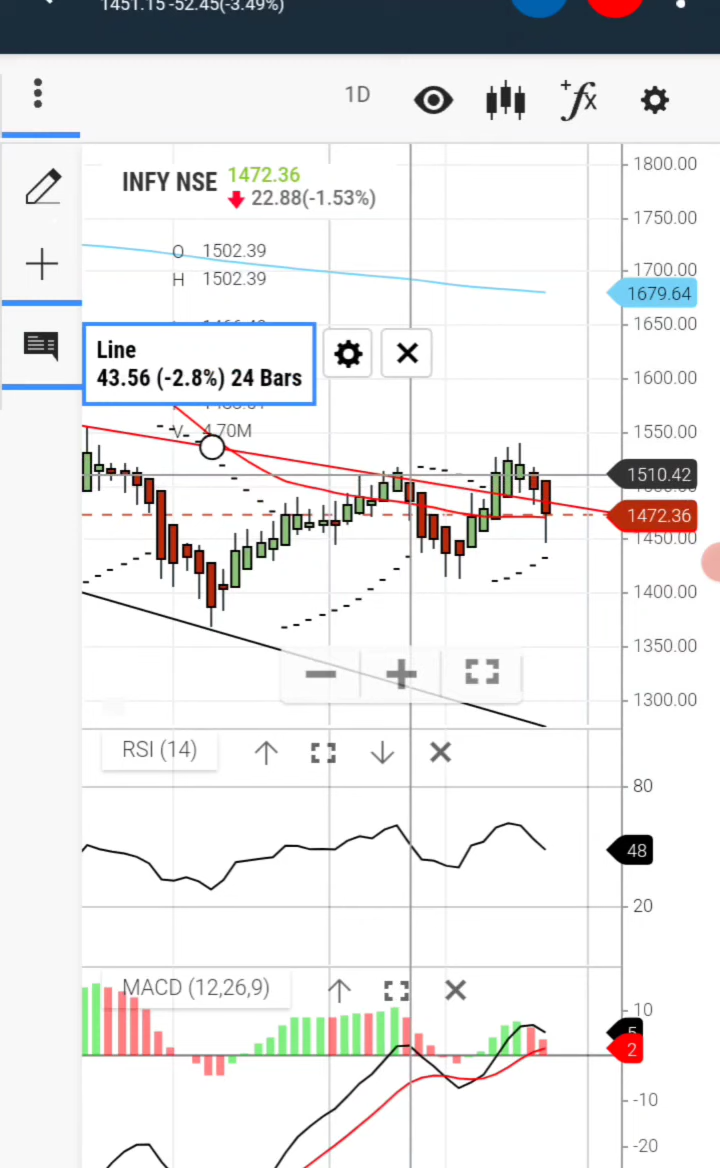 1451.15 -52.45(-3.49%)
1D
+fx
INFY NSE 1472.36
22.88(-1.53%)
O 1502.39
H 1502.39
Line
43.56 (-2.8%) 24 Bars
V 4.70M
1800.00
1750.00
1700.00
1679.64
1650.00
1600.00
1550.00
1510.42
1472.36
1450.00
1400.00
1350.00
1300.00
RSI (14)
80
48
20
MACD (12,26,9)
10
5
2
-10
-20